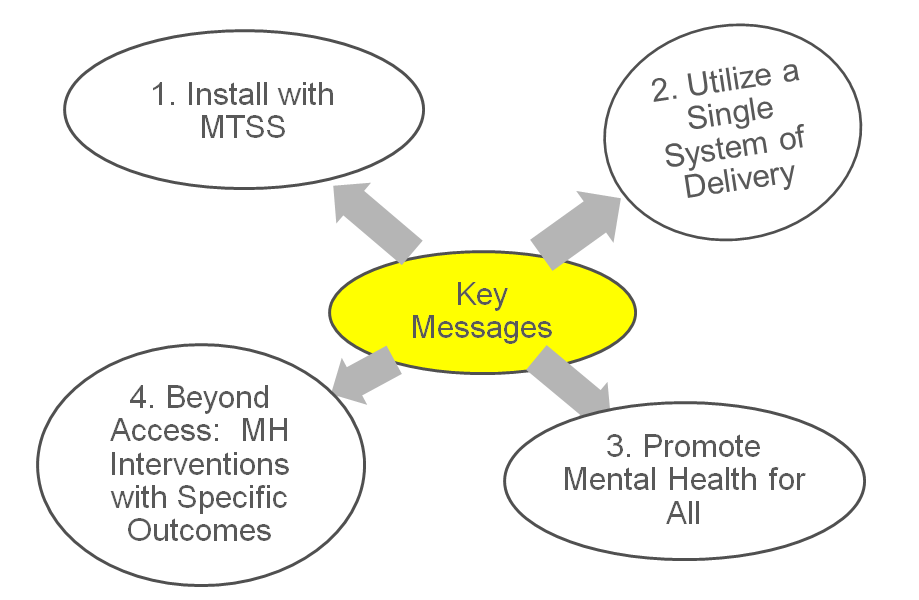 1. Install with
MTSS
2. Utilize a
Single
System of
Delivery
Key
Messages
4. Beyond
Access:  MH
Interventions
with Specific
Outcomes
3. Promote
Mental Health for
All